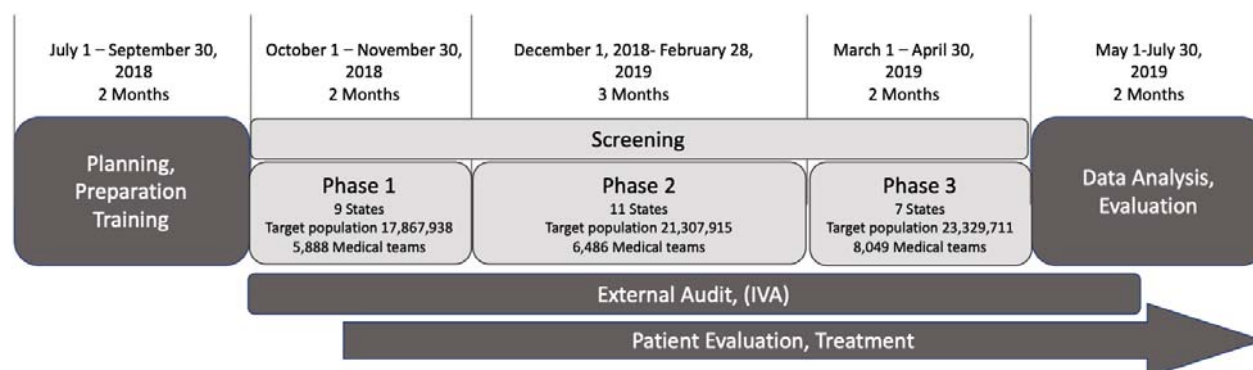 July 1 – September 30,
2018
2 Months
October 1 – November 30,
2018
2 Months
December 1, 2018- February 28,
2019
3 Months
March 1 – April 30,
2019
2 Months
May 1-July 30,
2019
2 Months
Planning,
Preparation
Training
Screening
Phase 1
9 States
Target population 17,867,938
5,888 Medical teams
Phase 2
11 States
Target population 21,307,915
6,486 Medical teams
Phase 3
7 States
Target population 23,329,711
8,049 Medical teams
Data Analysis,
Evaluation
External Audit, (IVA)
Patient Evaluation, Treatment